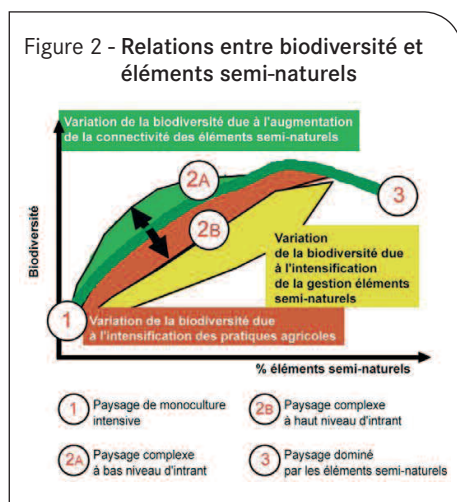 Figure 2 - Relations entre biodiversité et
éléments semi-naturels
Variation de la biodiversité due à l'augmentation
de la connectivité des éléments semi-naturels
2A
3
2B
Biodiversité
Variation
de la biodiversité due
à l'intensification
de la gestion éléments
semi-naturels
1
Variation de la biodiversité due
à l'intensification des pratiques agricoles
% éléments semi-naturels
1 Paysage de monoculture
intensive
2B Paysage complexe
à haut niveau d'intrant
2A Paysage complexe
à bas niveau d'intrant
3 Paysage dominé
par les éléments semi-naturels